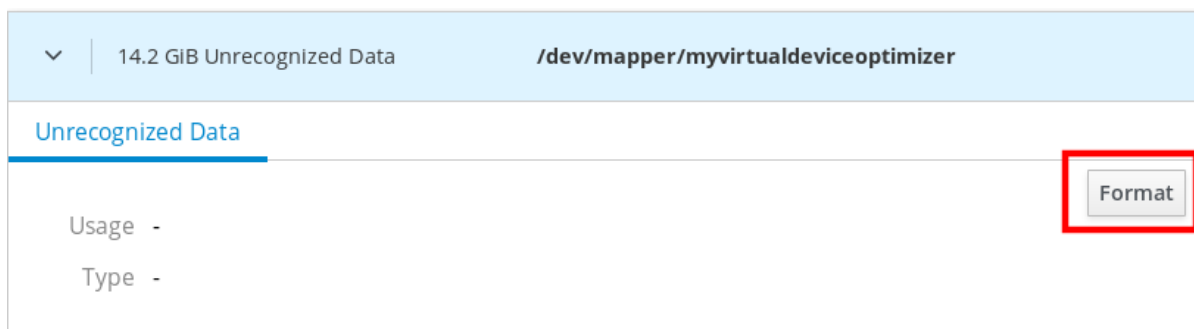 14.2 GiB Unrecognized Data /dev/mapper/myvirtualdeviceoptimizer
Unrecognized Data
Format
Usage -
Type -